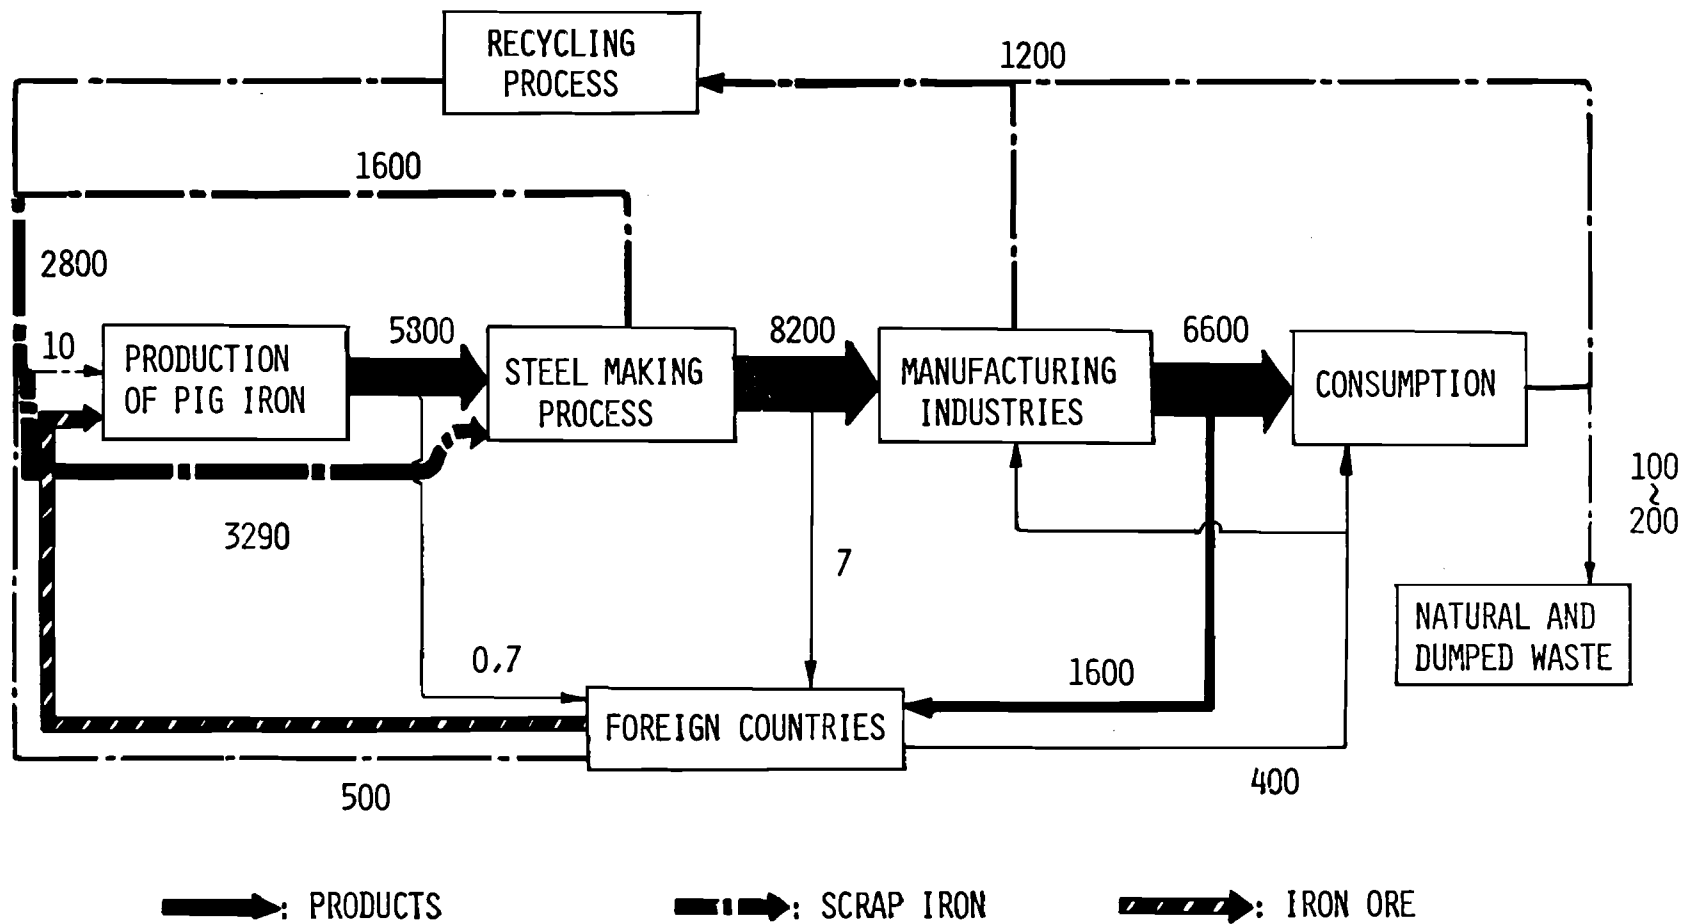 RECYCLING
PROCESS
1200
1600
2800
10
5800
8200
6600
PRODUCTION
OF PIG IRON
STEEL MAKING
PROCESS
MANUFACTURING
INDUSTRIES
CONSUMPTION
100
~
200
3290
7
0,7
1600
NATURAL AND
DUMPED WASTE
FOREIGN COUNTRIES
500
400
: PRODUCTS
: SCRAP IRON
: IRON ORE